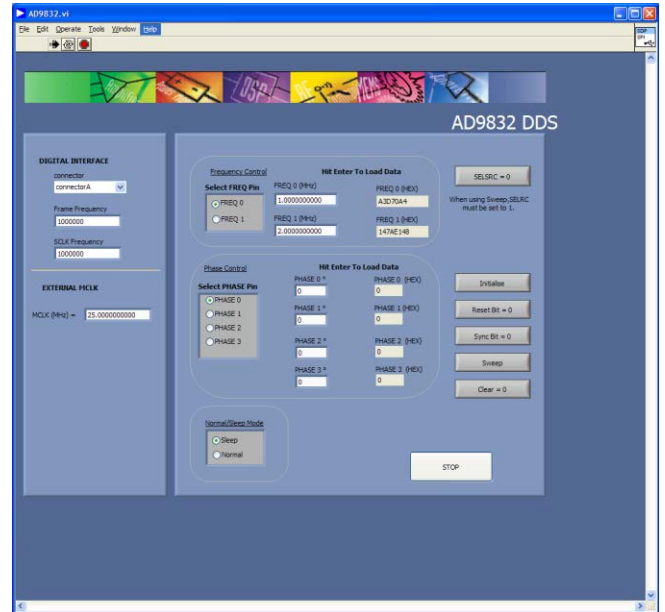 AD9832.vi
File Edit Operate Tools Window Help
DSP
RF
MEMS
AD9832 DDS
DIGITAL INTERFACE
connector
connectorA
Frame Frequency
1000000
SCLK Frequency
1000000
EXTERNAL MCLK
MCLK (MHz) = 25.0000000000
Frequency Control
Hit Enter To Load Data
Select FREQ Pin
FREQ 0
FREQ 1
FREQ 0 (MHz)
1.0000000000
FREQ 0 (HEX)
A3D70A4
FREQ 1 (MHz)
2.0000000000
FREQ 1 (HEX)
147AE148
SELSRC = 0
When using Sweep,SELRC
must be set to 1.
Phase Control
Hit Enter To Load Data
Select PHASE Pin
PHASE 0
PHASE 1
PHASE 2
PHASE 3
PHASE 0 °
0
PHASE 0 (HEX)
0
PHASE 1 °
0
PHASE 1 (HEX)
0
PHASE 2 °
0
PHASE 2 (HEX)
0
PHASE 3 °
0
PHASE 3 (HEX)
0
Initialise
Reset Bit = 0
Sync Bit = 0
Sweep
Clear = 0
Normal/Sleep Mode
Sleep
Normal
STOP